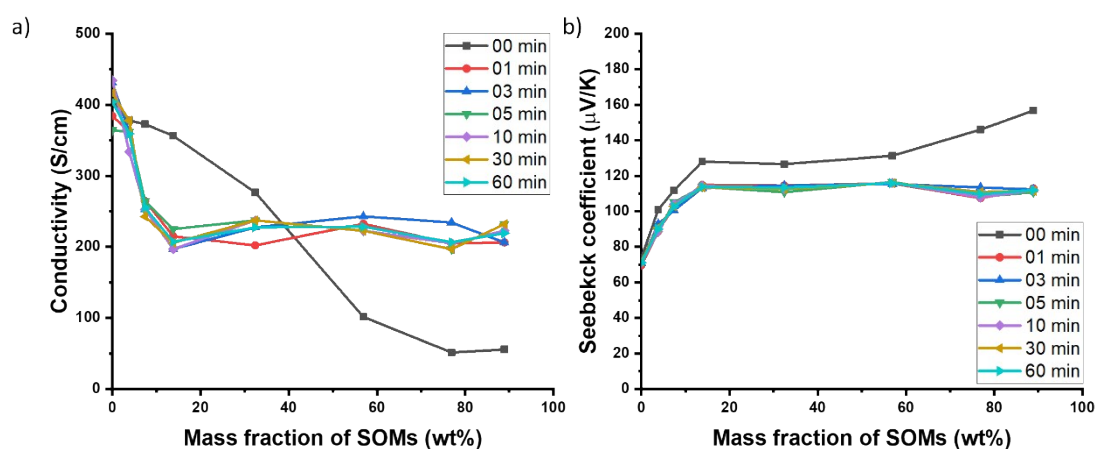 a)
Conductivity (S/cm)
500
400
300
200
100
0
0 20 40 60 80 100
Mass fraction of SOMs (wt%)
00 min
01 min
03 min
05 min
10 min
30 min
60 min
b)
Seebekck coefficient (μV/K)
200
180
160
140
120
100
80
60
40
20
0
0 20 40 60 80 100
Mass fraction of SOMs (wt%)
00 min
01 min
03 min
05 min
10 min
30 min
60 min